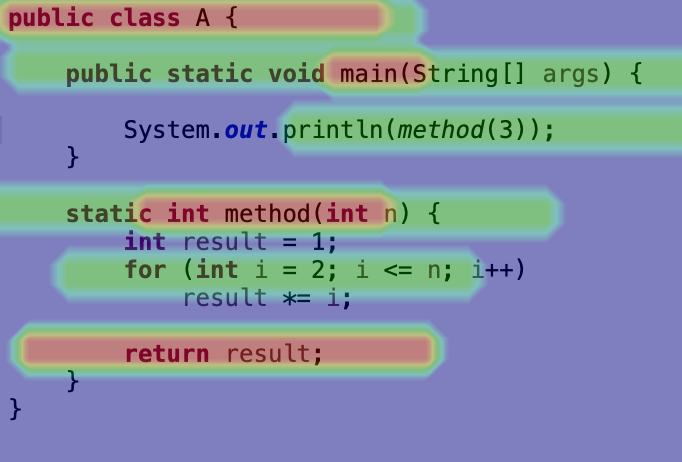 public class A {
public static void main(String[] args) {
System.out.println(method(3));
}
static int method(int n) {
int result = 1;
for (int i = 2; i <= n; i++)
result *= i;
return result;
}
}